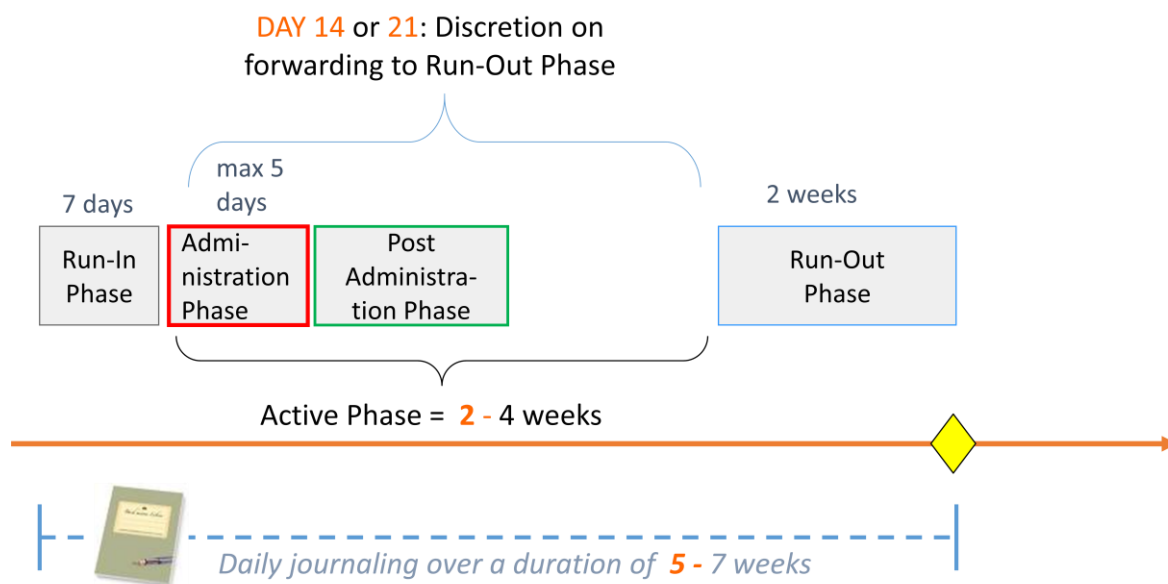 DAY 14 or 21: Discretion on
forwarding to Run-Out Phase
max 5
days
7 days
2 weeks
Run-In
Phase
Admi-
nistration
Phase
Post
Administra-
tion Phase
Run-Out
Phase
Active Phase = 2 - 4 weeks
Daily journaling over a duration of 5 - 7 weeks